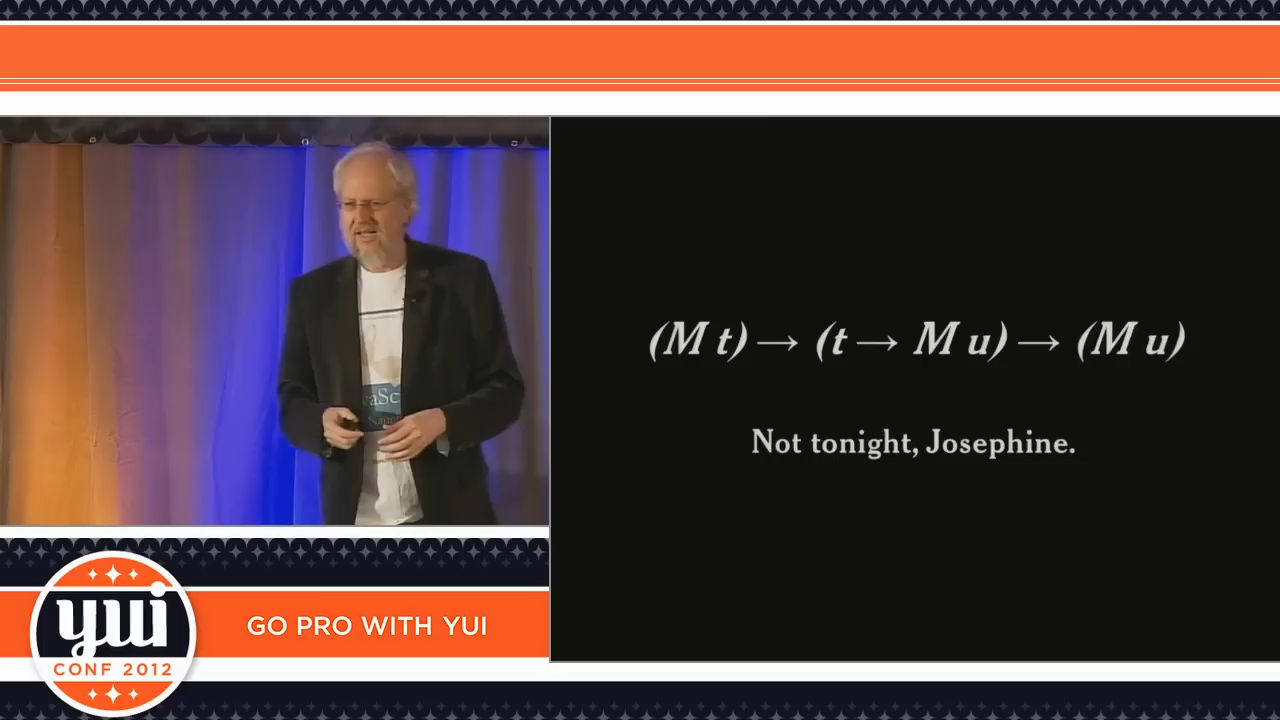 (M t) → (t → M u) → (M u)
Not tonight, Josephine.
yui
CONF 2012
GO PRO WITH YUI